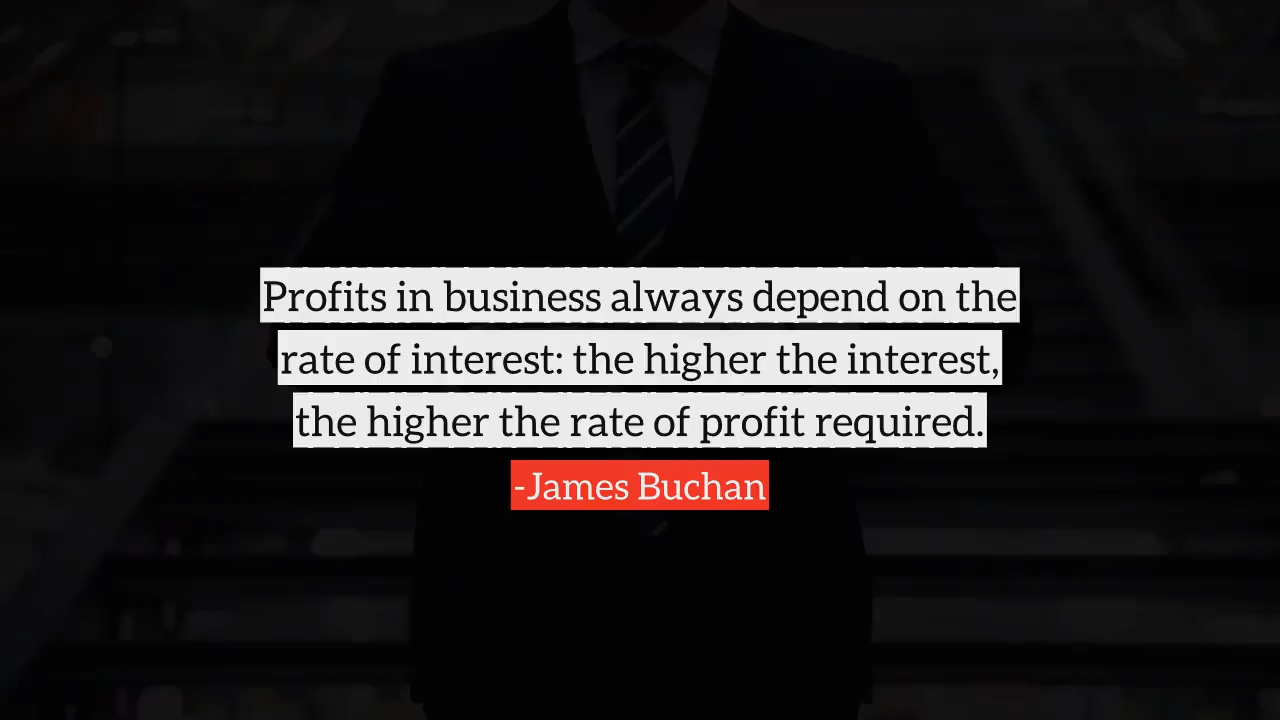 Profits in business always depend on the
rate of interest: the higher the interest,
the higher the rate of profit required.
-James Buchan